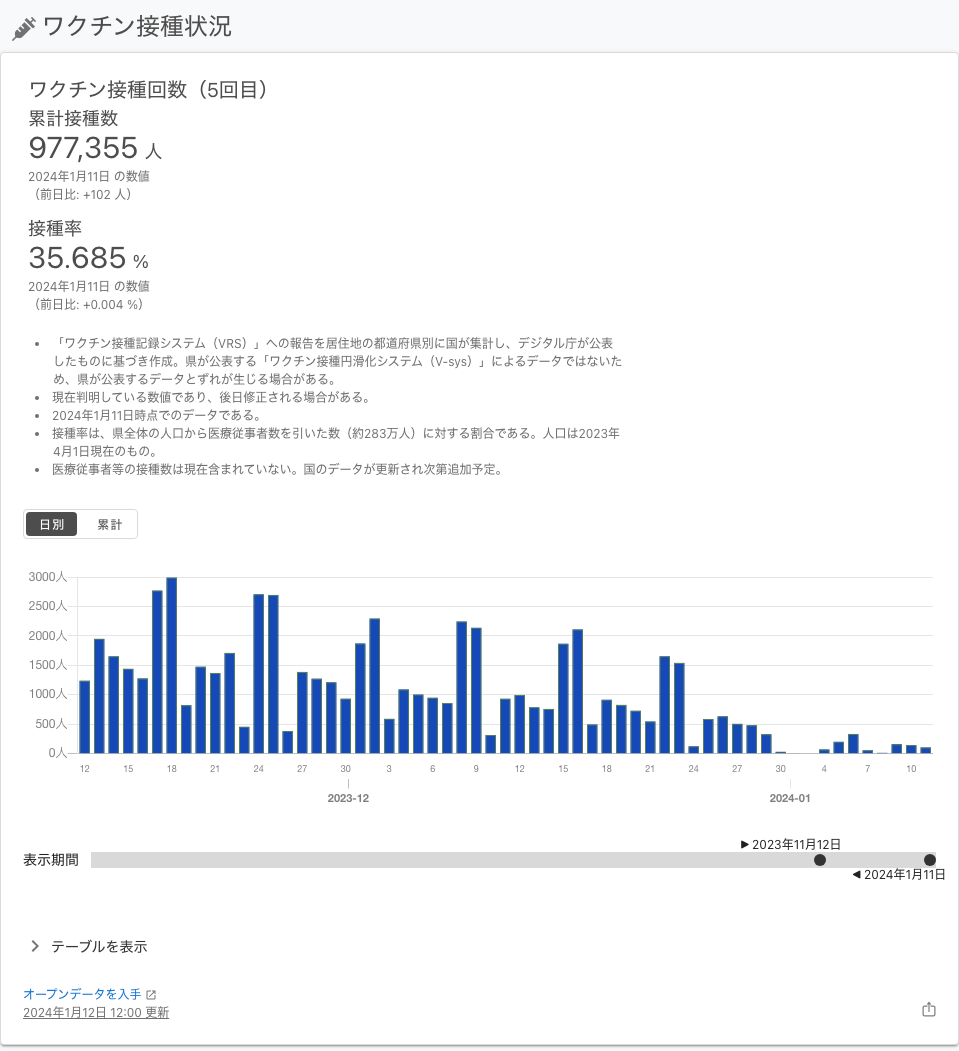 ワクチン接種状況
ワクチン接種回数（5回目）
累計接種数
977,355 人
2024年1月11日 の数値
（前日比: +102 人）
接種率
35.685 %
2024年1月11日 の数値
（前日比: +0.004 %）
• 「ワクチン接種記録システム（VRS）」への報告を居住地の都道府県別に国が集計し、デジタル庁が公表
したものに基づき作成。県が公表する「ワクチン接種円滑化システム（V-sys）」によるデータではないた
め、県が公表するデータとずれが生じる場合がある。
• 現在判明している数値であり、後日修正される場合がある。
• 2024年1月11日時点でのデータである。
• 接種率は、県全体の人口から医療従事者数を引いた数（約283万人）に対する割合である。人口は2023年
4月1日現在のもの。
• 医療従事者等の接種数は現在含まれていない。国のデータが更新され次第追加予定。
日別 累計
3000人
2500人
2000人
1500人
1000人
500人
0人
12 15 18 21 24 27 30 3 6 9 12 15 18 21 24 27 30 4 7 10
2023-12 2024-01
▶ 2023年11月12日
表示期間
◀ 2024年1月11日
テーブルを表示
オープンデータを入手
2024年1月12日 12:00 更新